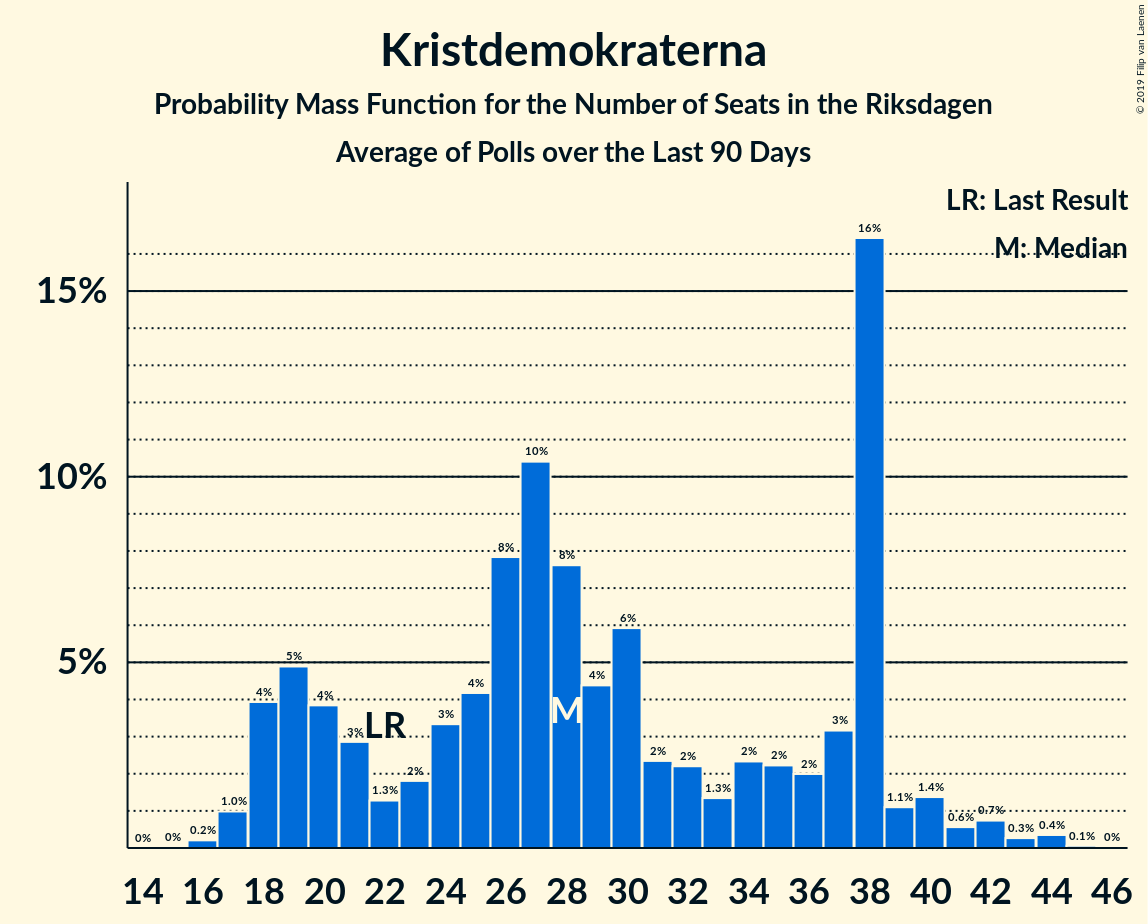 Kristdemokraterna
Probability Mass Function for the Number of Seats in the Riksdagen
Average of Polls over the Last 90 Days
© 2019 Filip van Laenen
LR: Last Result
M: Median
15%
10%
5%
0% 0% 0.2% 1.0% 4% 5% 4% 3% 1.3% 2% 3% 4% 8% 10% 8% 4% 6% 2% 2% 1.3% 2% 2% 2% 3% 16% 1.1% 1.4% 0.6% 0.7% 0.3% 0.4% 0.1% 0%
LR
M
14 16 18 20 22 24 26 28 30 32 34 36 38 40 42 44 46